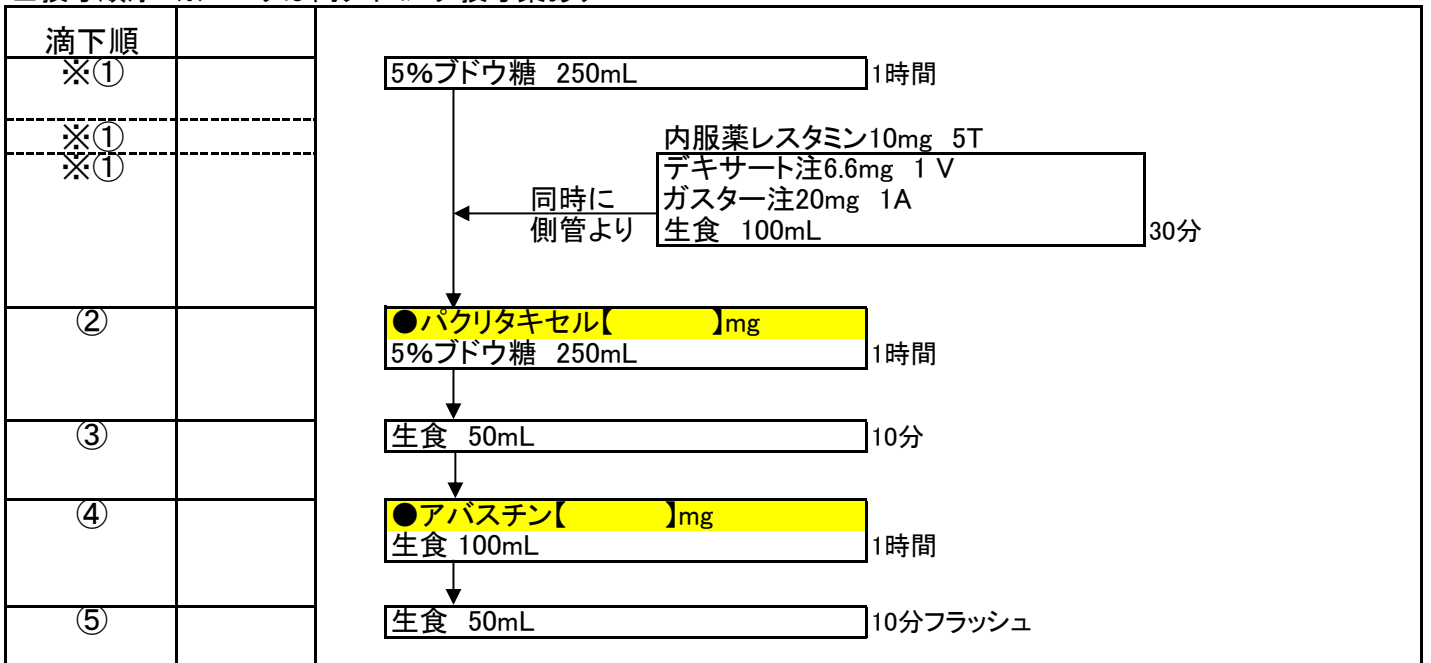 滴下順
※① 5%ブドウ糖 250mL 1時間
※① 内服薬レスタミン10mg 5T
※① デキサート注6.6mg 1 V
同時に ガスター注20mg 1A
側管より 生食 100mL 30分
② ●パクリタキセル【 】mg
5%ブドウ糖 250mL 1時間
③ 生食 50mL 10分
④ ●アバスチン【 】mg
生食 100mL 1時間
⑤ 生食 50mL 10分フラッシュ